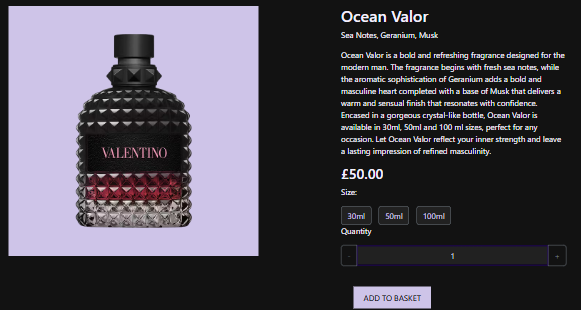 VALENTINO
Ocean Valor
Sea Notes, Geranium, Musk
Ocean Valor is a bold and refreshing fragrance designed for the
modern man. The fragrance begins with fresh sea notes, while
the aromatic sophistication of Geranium adds a bold and
masculine heart completed with a base of Musk that delivers a
warm and sensual finish that resonates with confidence.
Encased in a gorgeous crystal-like bottle, Ocean Valor is
available in 30ml, 50ml and 100 ml sizes, perfect for any
occasion. Let Ocean Valor reflect your inner strength and leave
a lasting impression of refined masculinity.
£50.00
Size:
30ml 50ml 100ml
Quantity
- 1 +
ADD TO BASKET